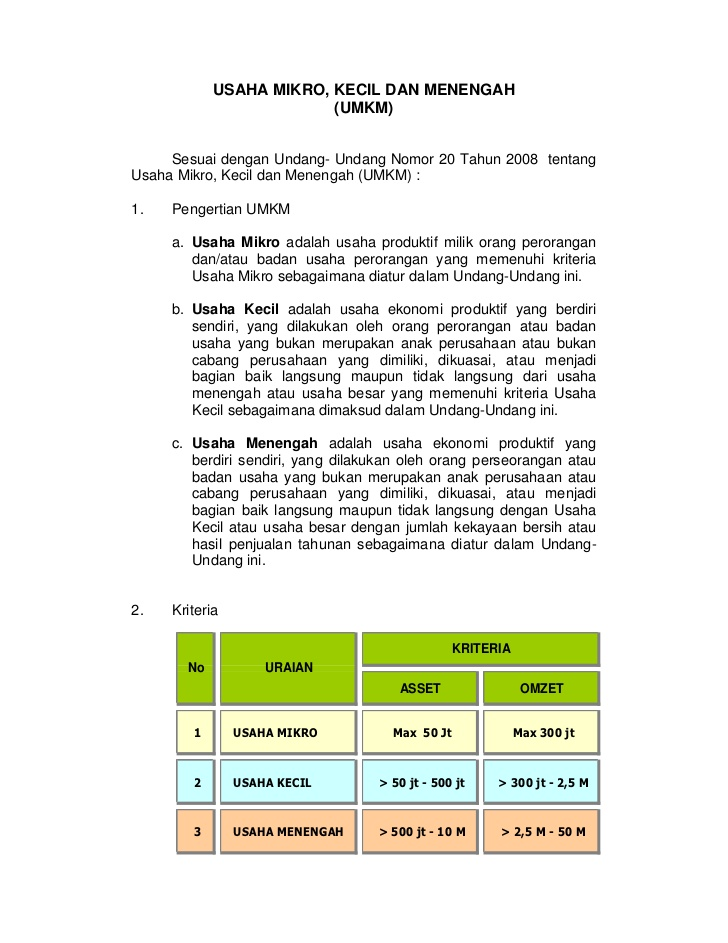 USAHA MIKRO, KECIL DAN MENENGAH
(UMKM)
Sesuai dengan Undang- Undang Nomor 20 Tahun 2008 tentang
Usaha Mikro, Kecil dan Menengah (UMKM) :
1. Pengertian UMKM
a. Usaha Mikro adalah usaha produktif milik orang perorangan
dan/atau badan usaha perorangan yang memenuhi kriteria
Usaha Mikro sebagaimana diatur dalam Undang-Undang ini.
b. Usaha Kecil adalah usaha ekonomi produktif yang berdiri
sendiri, yang dilakukan oleh orang perorangan atau badan
usaha yang bukan merupakan anak perusahaan atau bukan
cabang perusahaan yang dimiliki, dikuasai, atau menjadi
bagian baik langsung maupun tidak langsung dari usaha
menengah atau usaha besar yang memenuhi kriteria Usaha
Kecil sebagaimana dimaksud dalam Undang-Undang ini.
c. Usaha Menengah adalah usaha ekonomi produktif yang
berdiri sendiri, yang dilakukan oleh orang perseorangan atau
badan usaha yang bukan merupakan anak perusahaan atau
cabang perusahaan yang dimiliki, dikuasai, atau menjadi
bagian baik langsung maupun tidak langsung dengan Usaha
Kecil atau usaha besar dengan jumlah kekayaan bersih atau
hasil penjualan tahunan sebagaimana diatur dalam Undang-
Undang ini.
2. Kriteria
No URAIAN KRITERIA
ASSET OMZET
1 USAHA MIKRO Max 50 Jt Max 300 jt
2 USAHA KECIL > 50 jt - 500 jt > 300 jt - 2,5 M
3 USAHA MENENGAH > 500 jt - 10 M > 2,5 M - 50 M